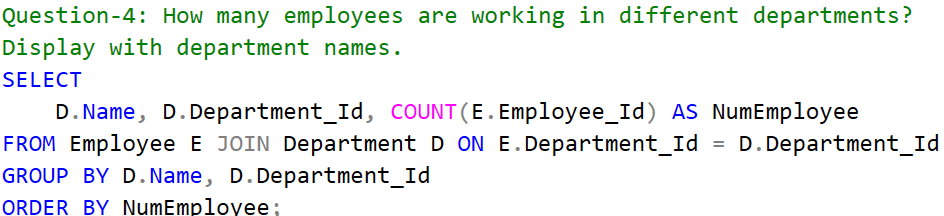 Question-4: How many employees are working in different departments?
Display with department names.
SELECT
    D.Name, D.Department_Id, COUNT(E.Employee_Id) AS NumEmployee
FROM Employee E JOIN Department D ON E.Department_Id = D.Department_Id
GROUP BY D.Name, D.Department_Id
ORDER BY NumEmployee;